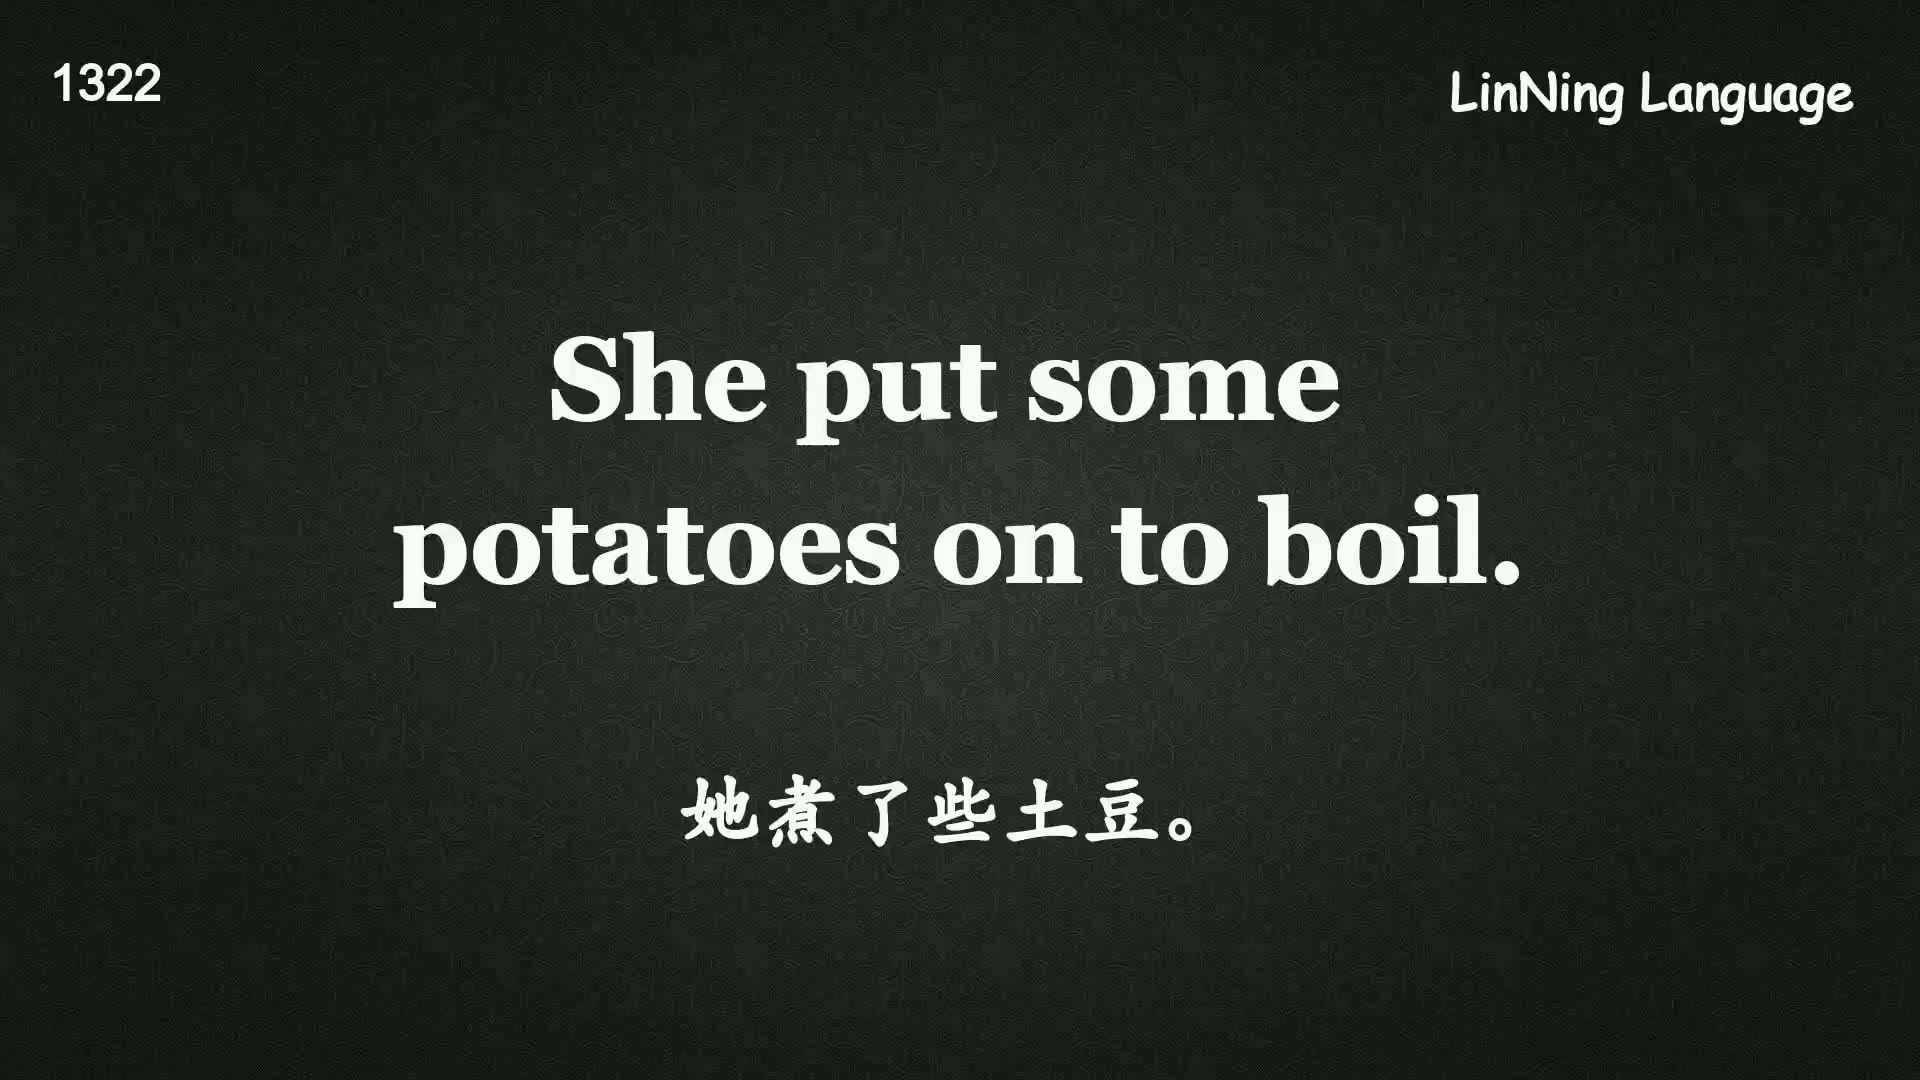 1322
LinNing Language
She put some
potatoes on to boil.
她煮了些土豆。